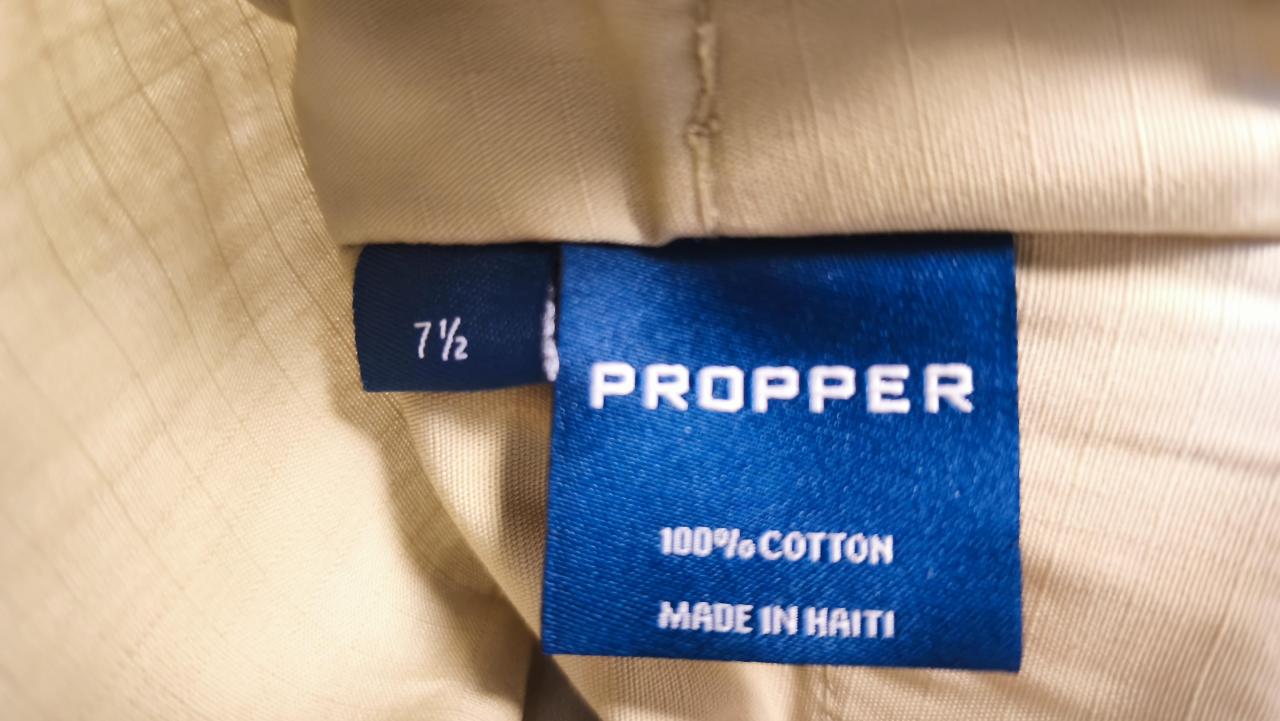 7½
PROPPER
100% COTTON
MADE IN HAITI